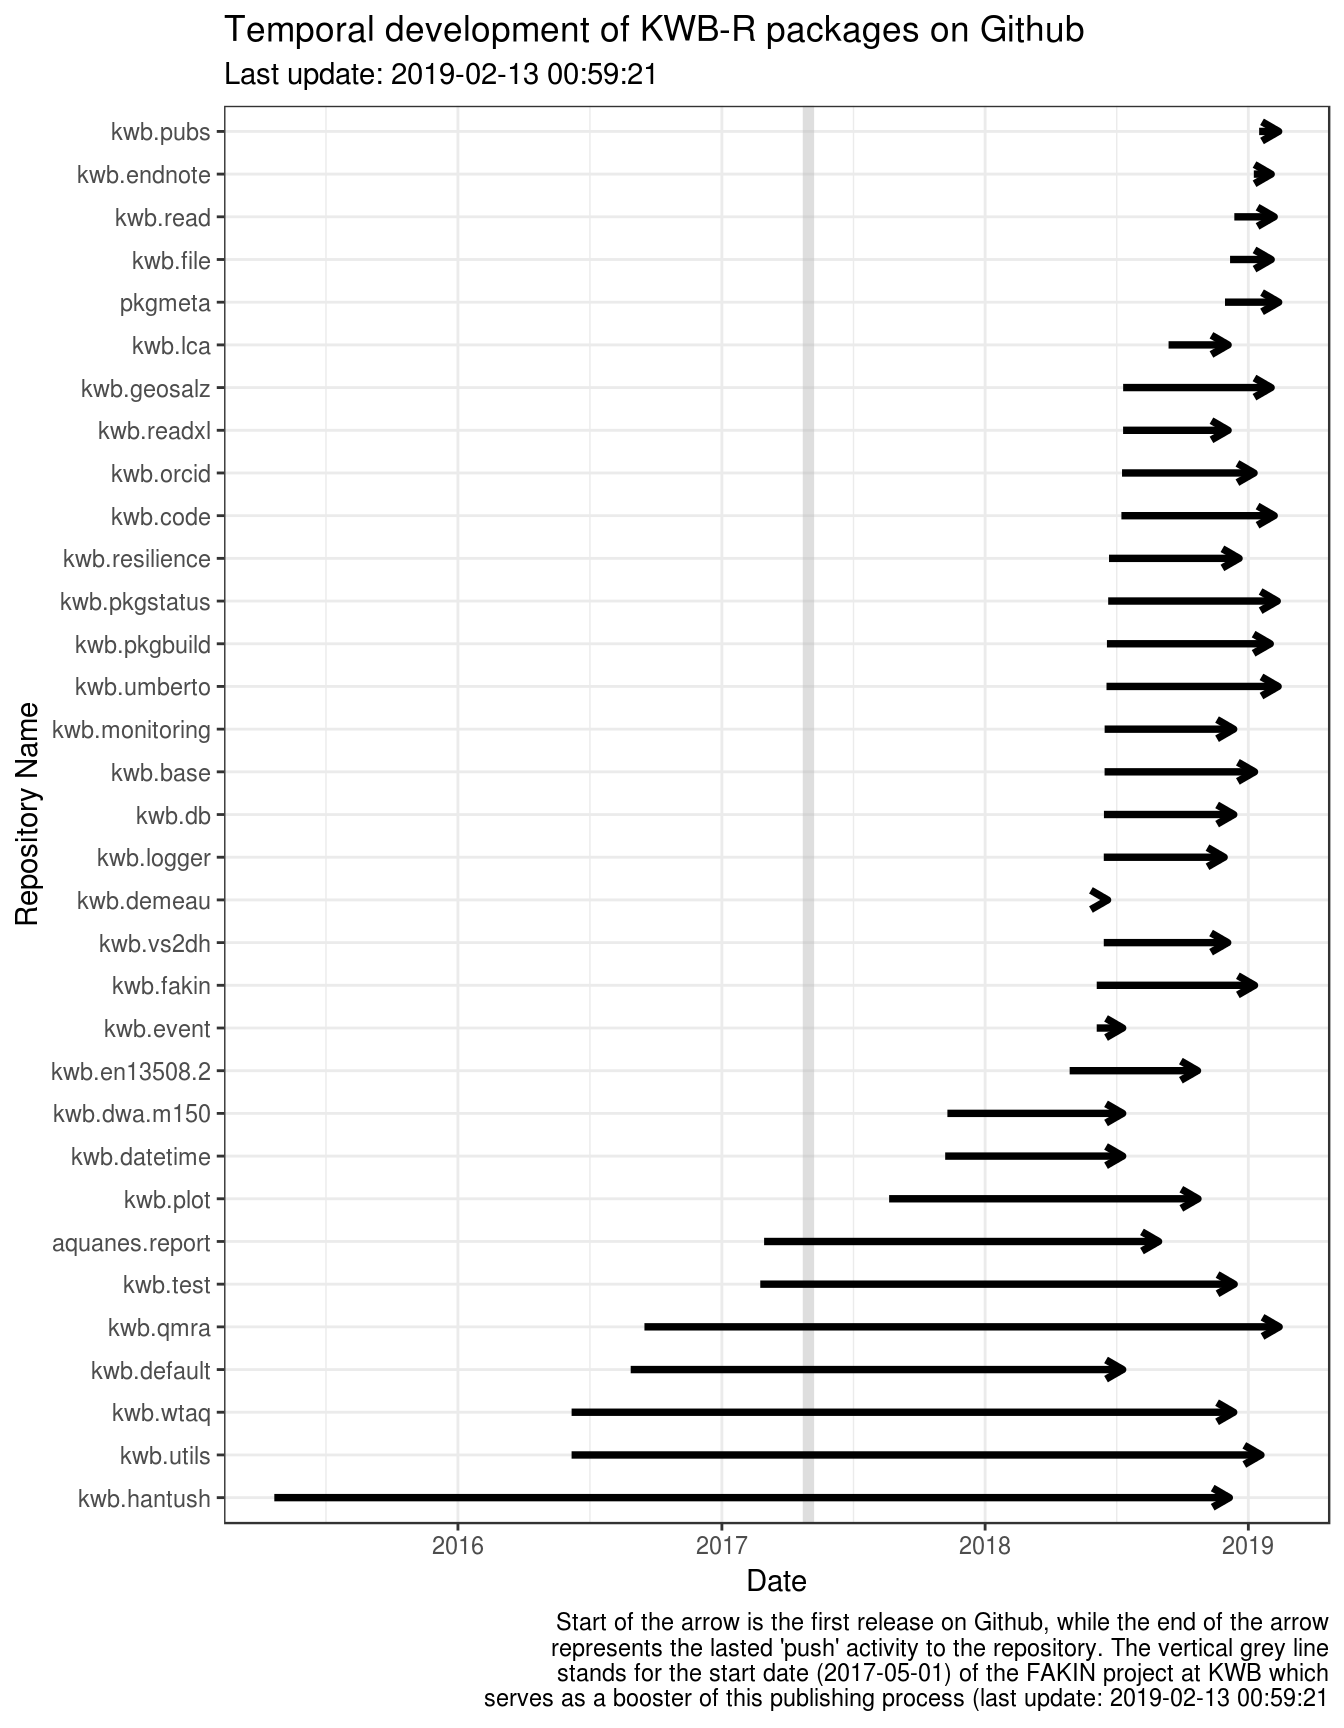 Temporal development of KWB-R packages on Github
Last update: 2019-02-13 00:59:21
kwb.pubs
kwb.endnote
kwb.read
kwb.file
pkgmeta
kwb.lca
kwb.geosalz
kwb.readxl
kwb.orcid
kwb.code
kwb.resilience
kwb.pkgstatus
kwb.pkgbuild
kwb.umberto
kwb.monitoring
kwb.base
kwb.db
kwb.logger
kwb.demeau
kwb.vs2dh
kwb.fakin
kwb.event
kwb.en13508.2
kwb.dwa.m150
kwb.datetime
kwb.plot
aquanes.report
kwb.test
kwb.qmra
kwb.default
kwb.wtaq
kwb.utils
kwb.hantush
Repository Name
2016 2017 2018 2019
Date
Start of the arrow is the first release on Github, while the end of the arrow
represents the lasted 'push' activity to the repository. The vertical grey line
stands for the start date (2017-05-01) of the FAKIN project at KWB which
serves as a booster of this publishing process (last update: 2019-02-13 00:59:21